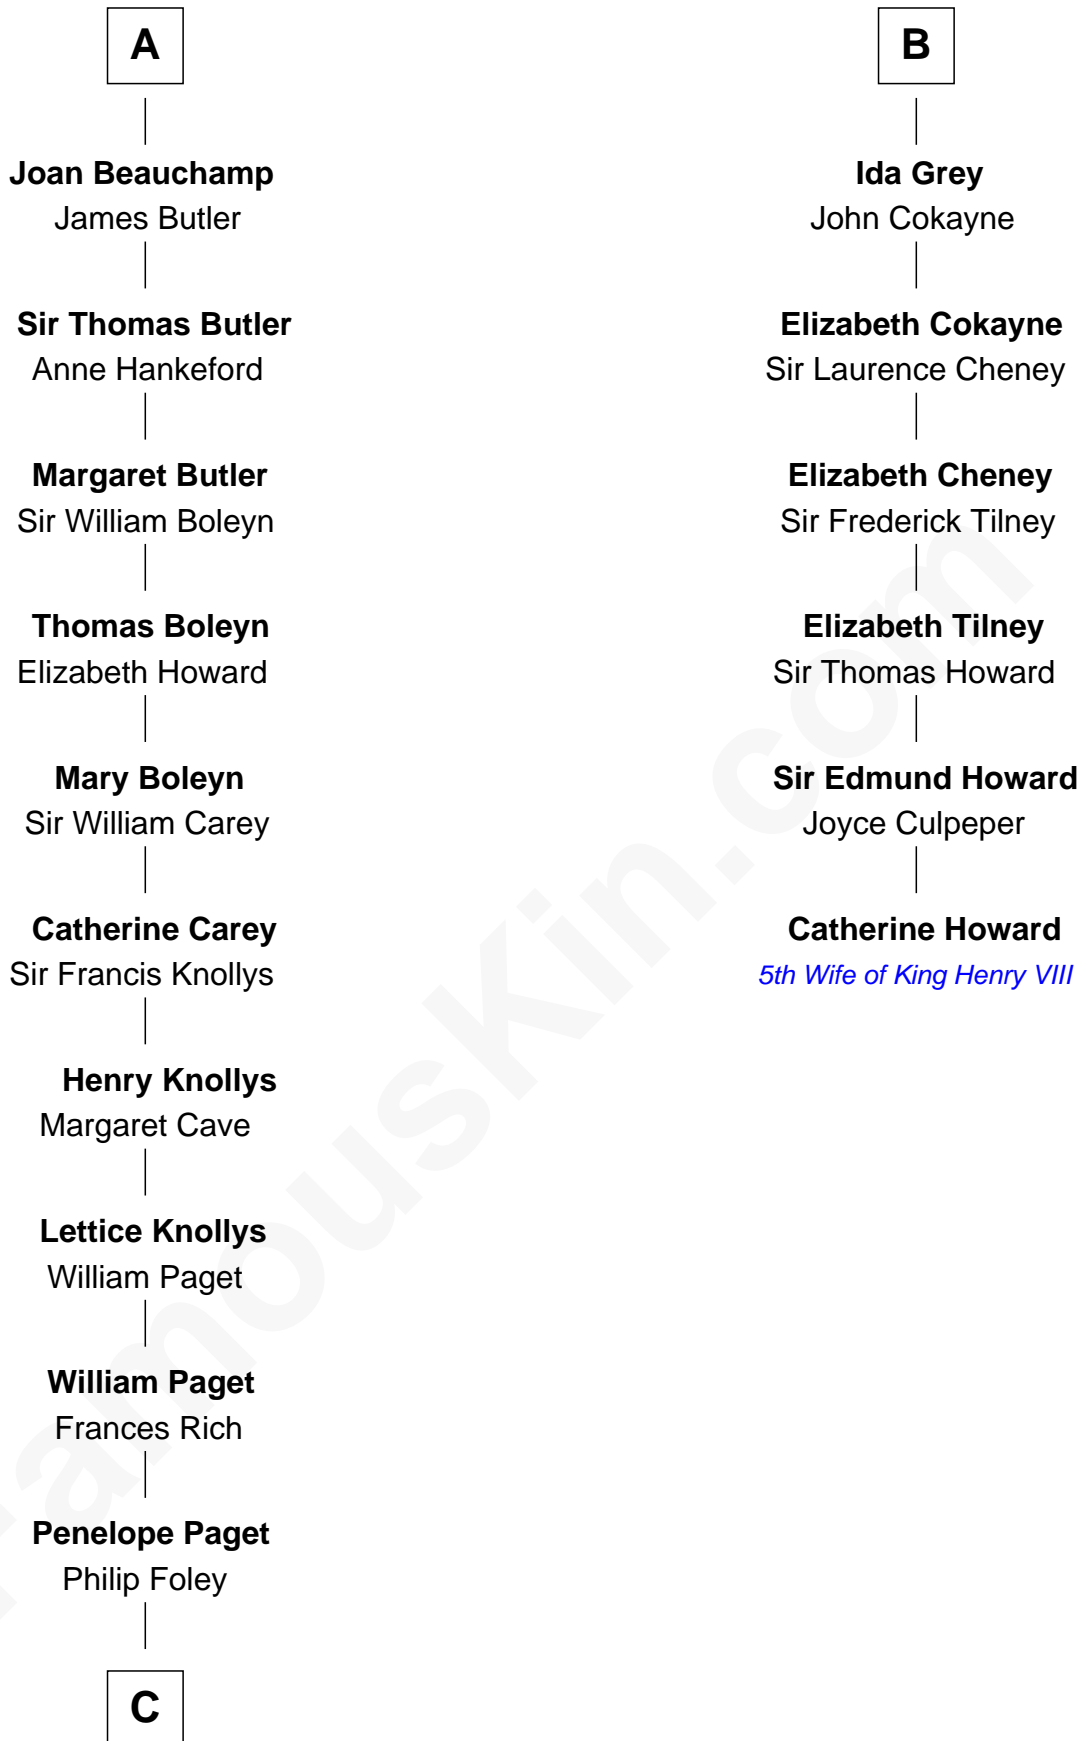 A
Joan Beauchamp
James Butler
Sir Thomas Butler
Anne Hankeford
Margaret Butler
Sir William Boleyn
Thomas Boleyn
Elizabeth Howard
Mary Boleyn
Sir William Carey
Catherine Carey
Sir Francis Knollys
Henry Knollys
Margaret Cave
Lettice Knollys
William Paget
William Paget
Frances Rich
Penelope Paget
Philip Foley
C
B
Ida Grey
John Cokayne
Elizabeth Cokayne
Sir Laurence Cheney
Elizabeth Cheney
Sir Frederick Tilney
Elizabeth Tilney
Sir Thomas Howard
Sir Edmund Howard
Joyce Culpeper
Catherine Howard
5th Wife of King Henry VIII
FamousKin.com